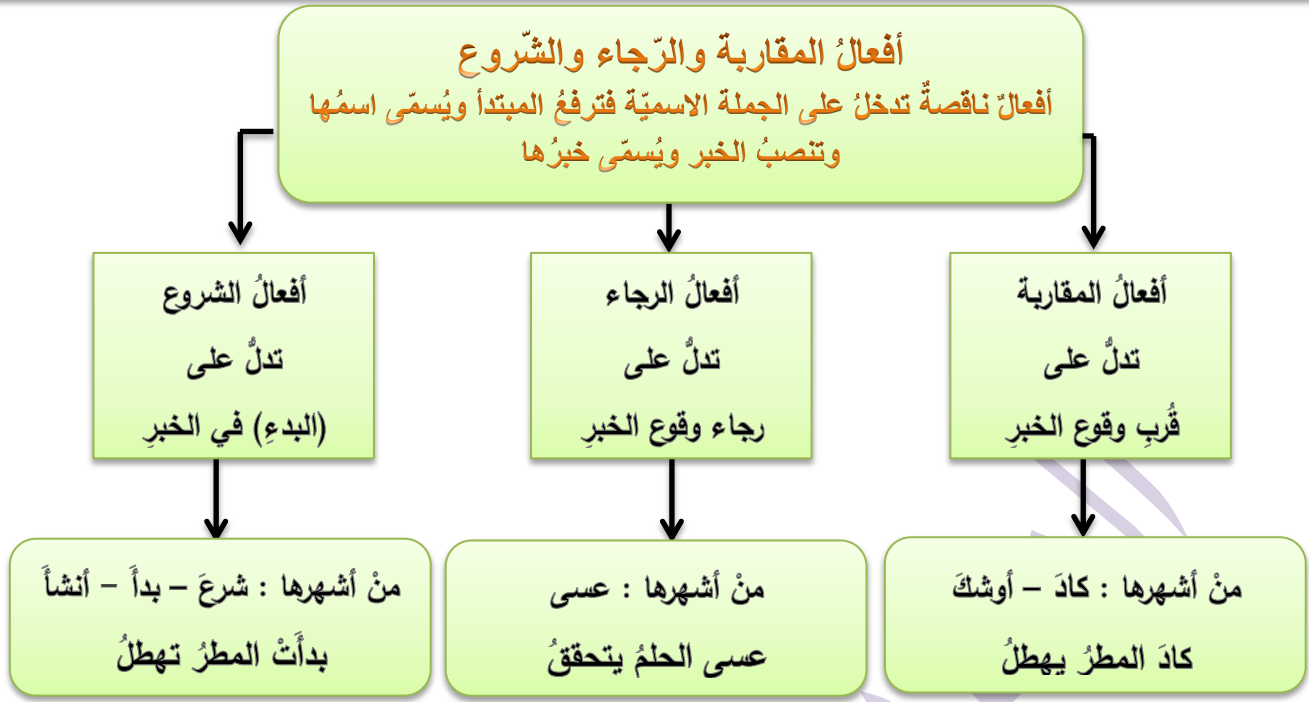 أفعالُ المقاربة والرّجاء والشّروع
أفعالٌ ناقصةٌ تدخلُ على الجملة الاسميّة فترفعُ المبتدأ ويُسمّى اسمُها
وتنصبُ الخبر ويُسمّى خبرُها
أفعالُ المقاربة
تدلُّ على
قُربِ وقوع الخبرِ
أفعالُ الرجاء
تدلُّ على
رجاء وقوع الخبرِ
أفعالُ الشروع
تدلُّ على
(البدءِ) في الخبرِ
منْ أشهرها : كادَ – أوشكَ
كادَ المطرُ يهطلُ
منْ أشهرها : عسى
عسى الحلمُ يتحققُ
منْ أشهرها : شرعَ – بدأَ – أنشأَ
بدأَتْ المطرُ تهطلُ